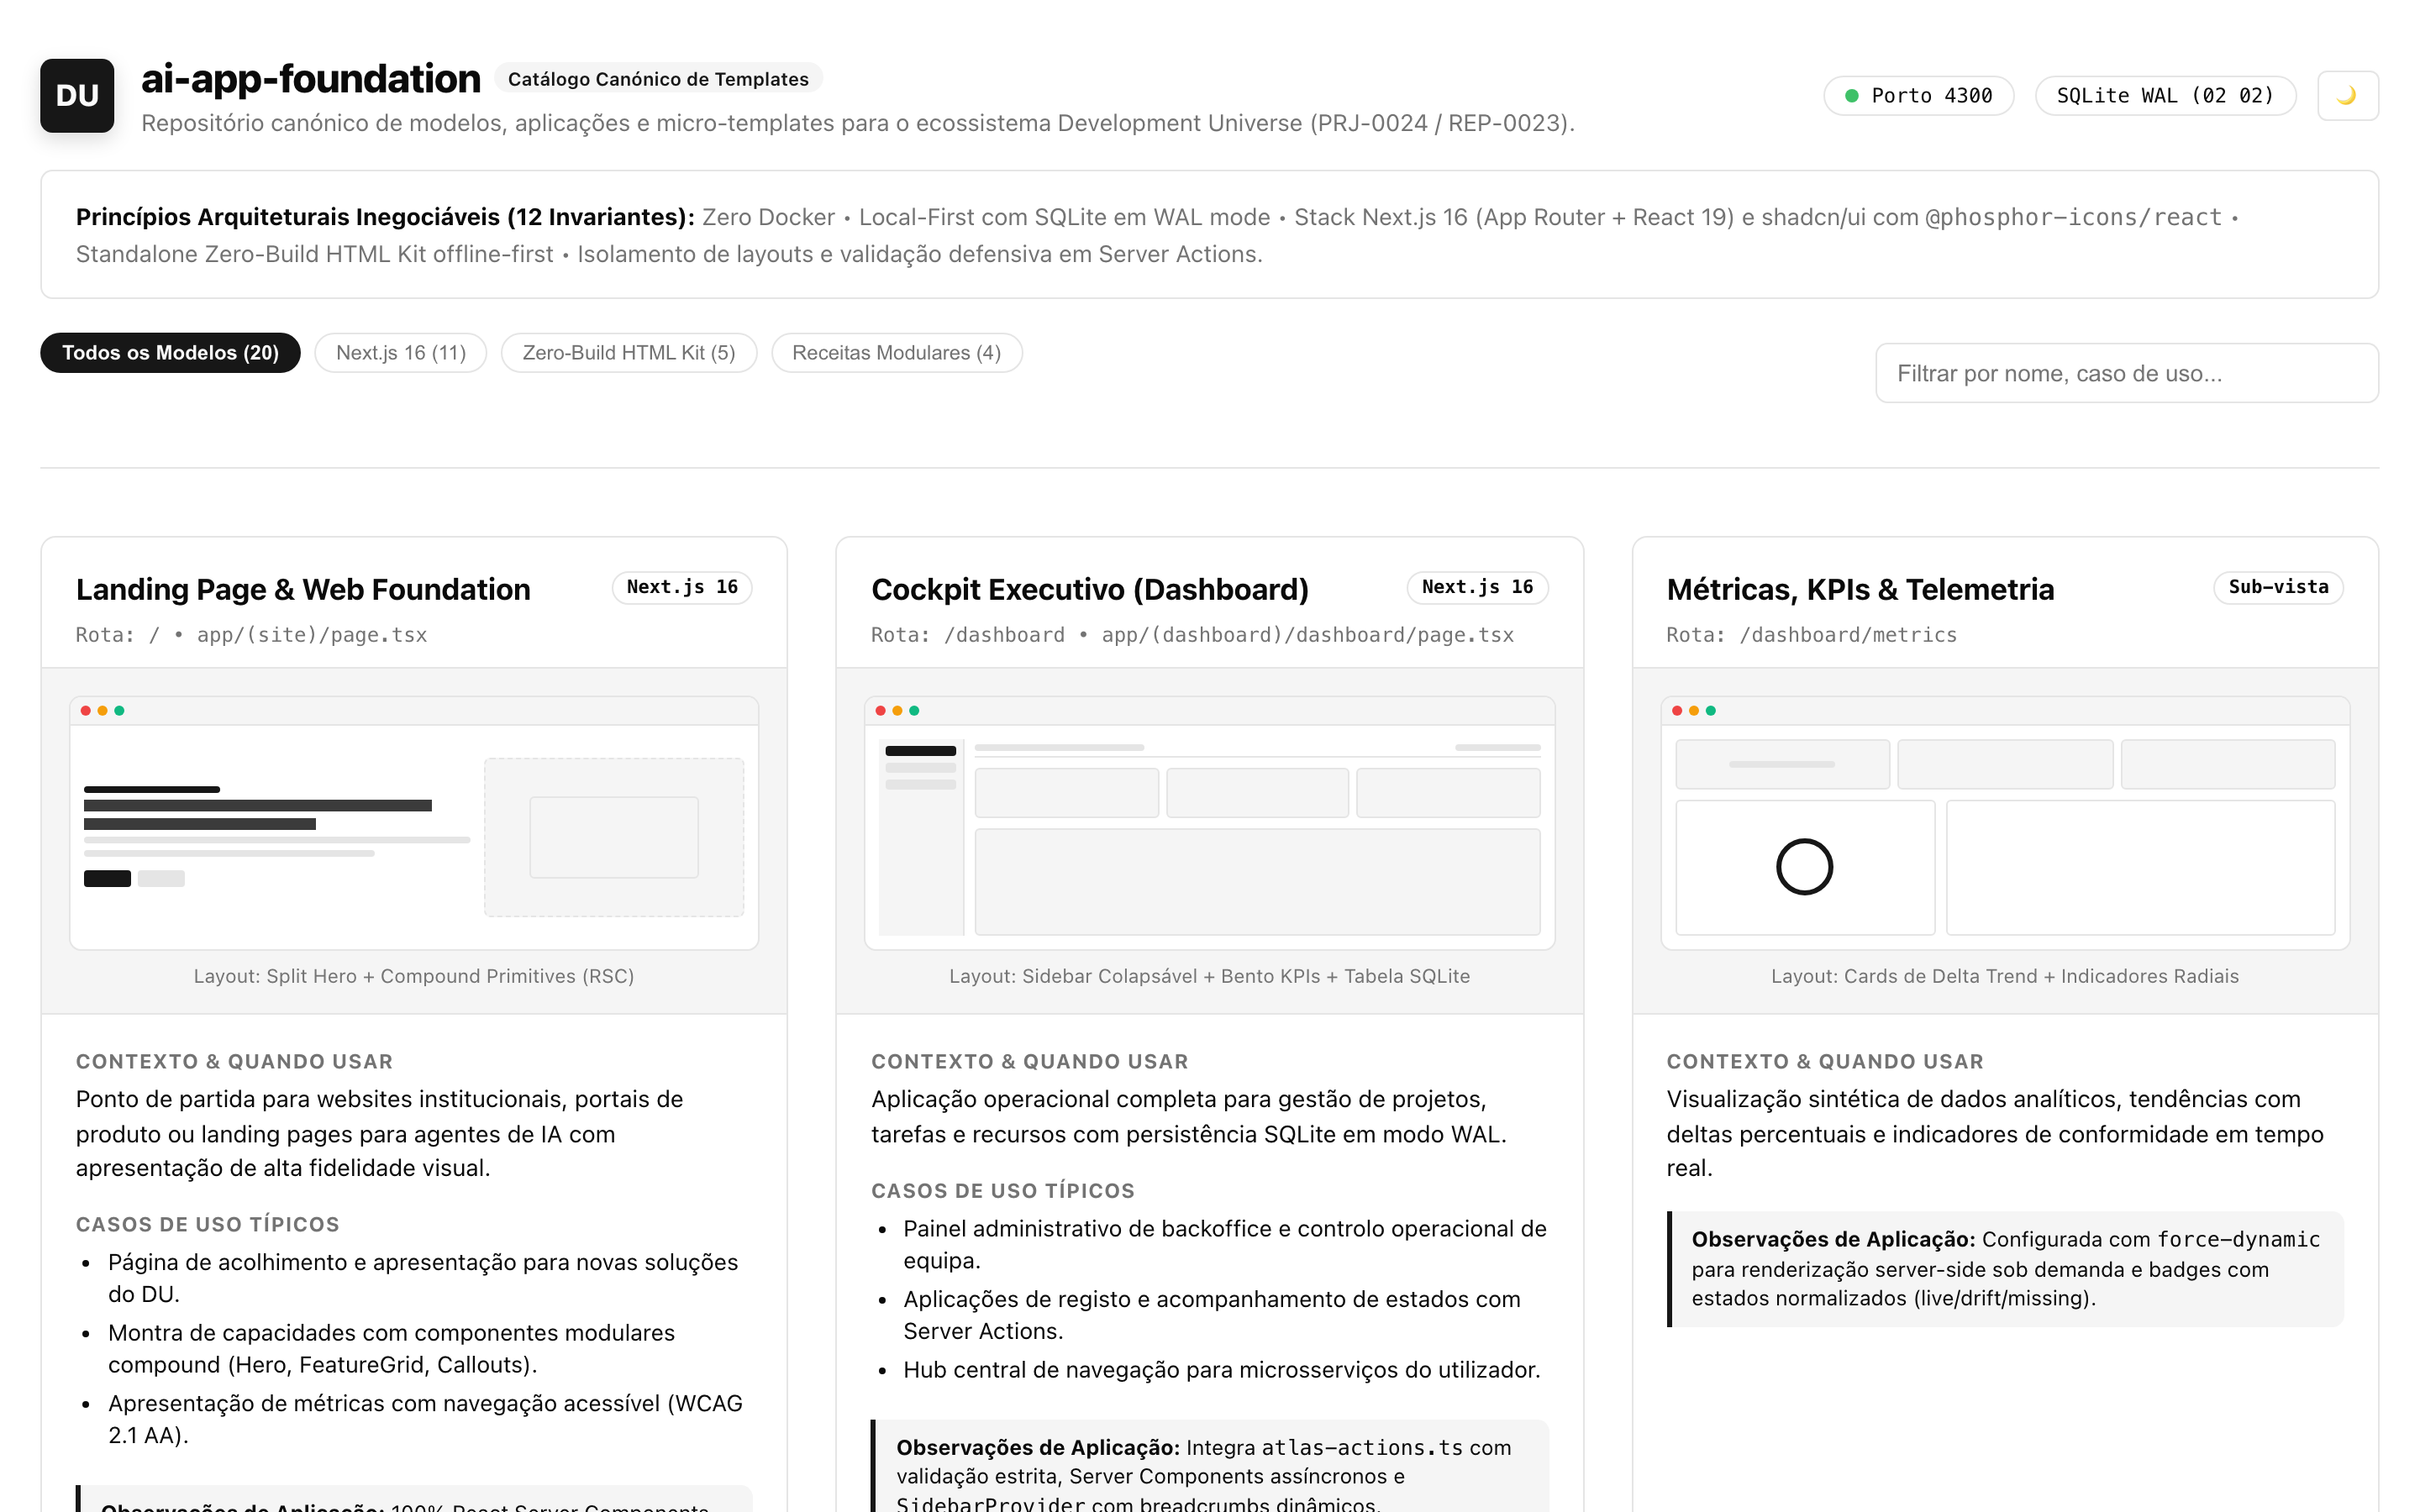 DU
ai-app-foundation
Catálogo Canónico de Templates
Repositório canónico de modelos, aplicações e micro-templates para o ecossistema Development Universe (PRJ-0024 / REP-0023).
Porto 4300
SQLite WAL (02 02)
Princípios Arquiteturais Inegociáveis (12 Invariantes): Zero Docker • Local-First com SQLite em WAL mode • Stack Next.js 16 (App Router + React 19) e shadcn/ui com @phosphor-icons/react •
Standalone Zero-Build HTML Kit offline-first • Isolamento de layouts e validação defensiva em Server Actions.
Todos os Modelos (20)
Next.js 16 (11)
Zero-Build HTML Kit (5)
Receitas Modulares (4)
Filtrar por nome, caso de uso...
Landing Page & Web Foundation
Next.js 16
Rota: / • app/(site)/page.tsx
Layout: Split Hero + Compound Primitives (RSC)
CONTEXTO & QUANDO USAR
Ponto de partida para websites institucionais, portais de
produto ou landing pages para agentes de IA com
apresentação de alta fidelidade visual.
CASOS DE USO TÍPICOS
• Página de acolhimento e apresentação para novas soluções
do DU.
• Montra de capacidades com componentes modulares
compound (Hero, FeatureGrid, Callouts).
• Apresentação de métricas com navegação acessível (WCAG
2.1 AA).
Observações de Aplicação: 100% React Server Components
Cockpit Executivo (Dashboard)
Next.js 16
Rota: /dashboard • app/(dashboard)/dashboard/page.tsx
Layout: Sidebar Colapsável + Bento KPIs + Tabela SQLite
CONTEXTO & QUANDO USAR
Aplicação operacional completa para gestão de projetos,
tarefas e recursos com persistência SQLite em modo WAL.
CASOS DE USO TÍPICOS
• Painel administrativo de backoffice e controlo operacional de
equipa.
• Aplicações de registo e acompanhamento de estados com
Server Actions.
• Hub central de navegação para microsserviços do utilizador.
Observações de Aplicação: Integra atlas-actions.ts com
validação estrita, Server Components assíncronos e
SidebarProvider com breadcrumbs dinâmicos.
Métricas, KPIs & Telemetria
Sub-vista
Rota: /dashboard/metrics
Layout: Cards de Delta Trend + Indicadores Radiais
CONTEXTO & QUANDO USAR
Visualização sintética de dados analíticos, tendências com
deltas percentuais e indicadores de conformidade em tempo
real.
Observações de Aplicação: Configurada com force-dynamic
para renderização server-side sob demanda e badges com
estados normalizados (live/drift/missing).